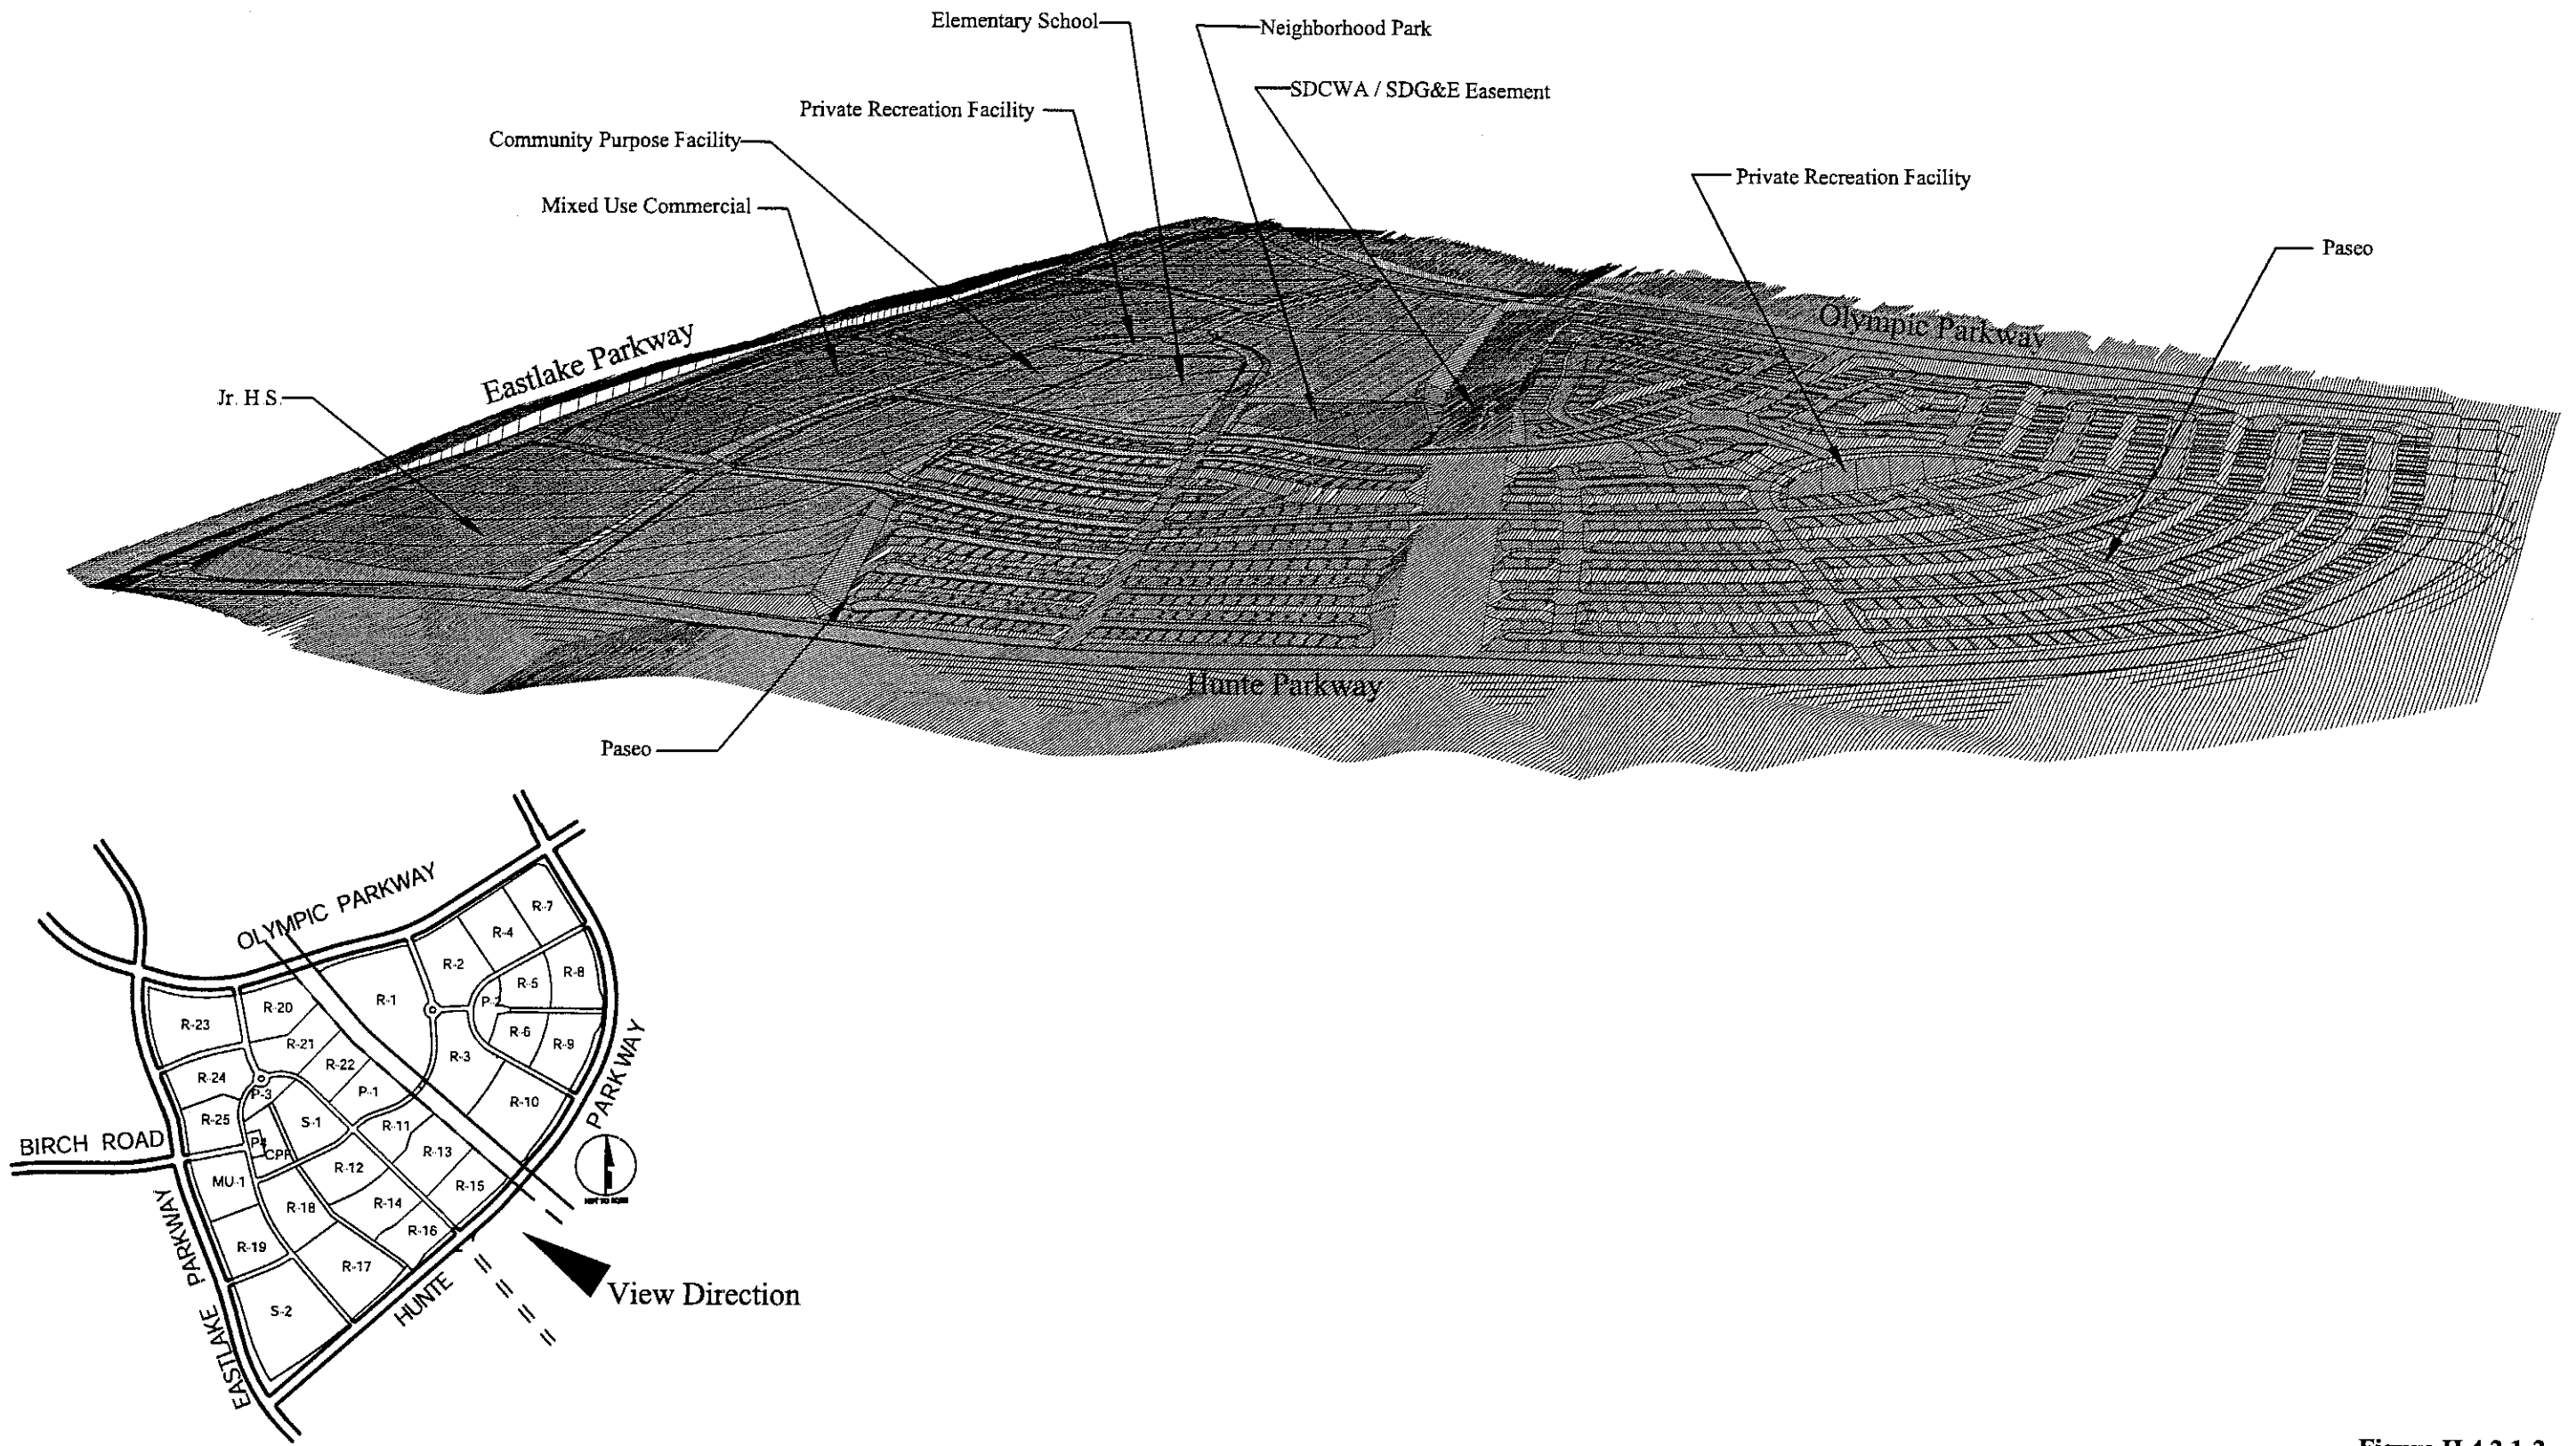 Elementary School
Neighborhood Park
SDCWA / SDG&E Easement
Private Recreation Facility
Community Purpose Facility
Private Recreation Facility
Mixed Use Commercial
Paseo
Olympic Parkway
Eastlake Parkway
Jr. H.S.
Hunte Parkway
Paseo
OLYMPIC PARKWAY
R-7
R-4
R-2
R-8
R-5
R-1
P-2
R-20
R-23
R-6
R-21
R-9
R-3
R-22
R-24
P-1
P-3
R-10
R-25
S-1
R-11
PARKWAY
BIRCH ROAD
P4
CPF
R-13
R-12
MU-1
R-15
R-14
R-18
R-16
R-19
R-17
S-2
HUNTE
EASTLAKE PARKWAY
View Direction